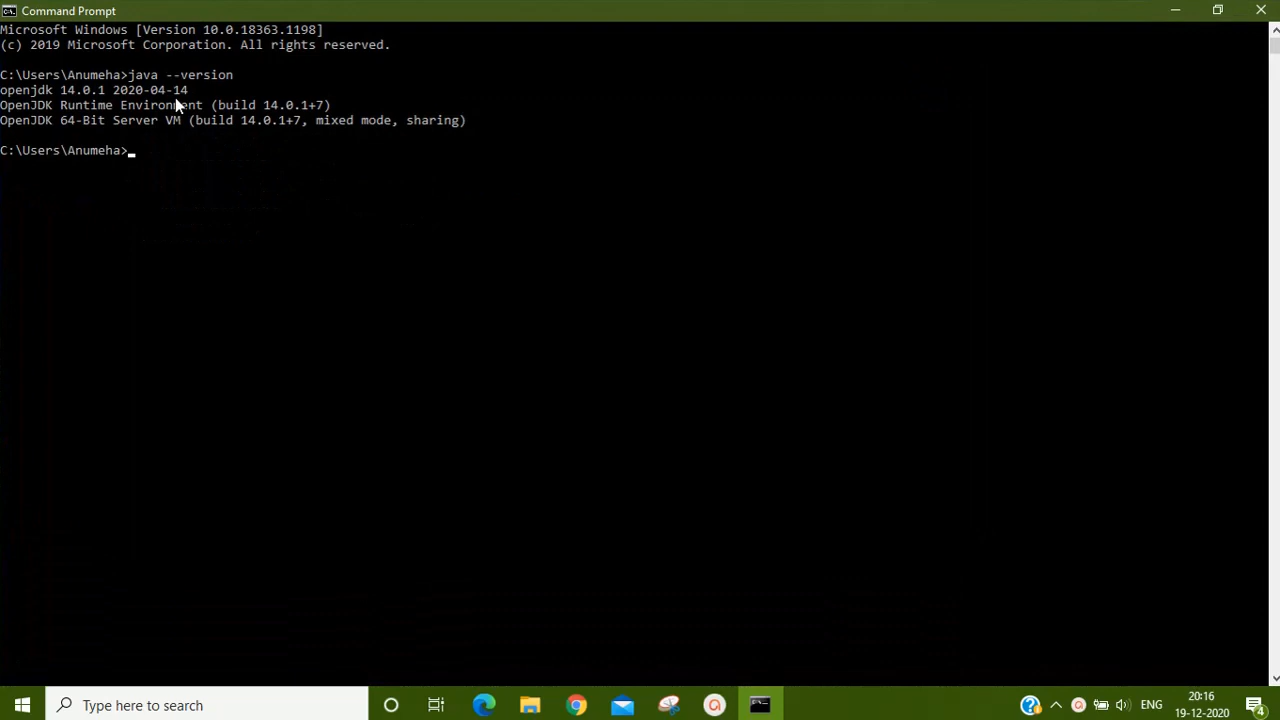 Command Prompt
Microsoft Windows [Version 10.0.18363.1198]
(c) 2019 Microsoft Corporation. All rights reserved.
C:\Users\Anumeha>java --version
openjdk 14.0.1 2020-04-14
OpenJDK Runtime Environment (build 14.0.1+7)
OpenJDK 64-Bit Server VM (build 14.0.1+7, mixed mode, sharing)
C:\Users\Anumeha>
Type here to search
ENG
20:16
19-12-2020
4